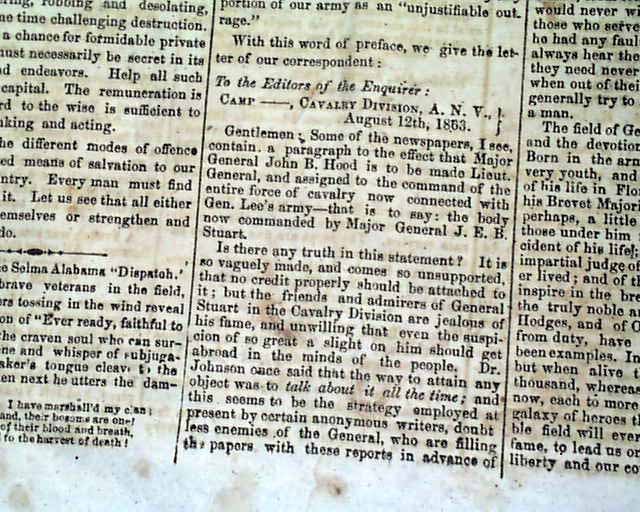 ring, robbing and desolating,
me time challenging destruction.
a chance for formidable private
must necessarily be secret in its
nd endeavors. Help all such
capital. The remuneration is
rd to the wise is sufficient to
aking and acting.
he different modes of offence
ed means of salvation to our
ntry. Every man must find
it. Let us see that all either
emselves or strengthen and
do.
e Selma Alabama "Dispatch.'
brave veterans in the field,
ers tossing in the wind reveal
on of "Ever ready, faithful to
the craven soul who can sur-
ne and whisper of subjuga-
aker's tongue cleave to the
en next he utters the dam-
I have marshall'd my clan;
and, their bosoms are one!
of their blood and breath,
to the harvest of death!
portion of our army as an "unjustifiable out-
rage."
With this word of preface, we give the let-
ter of our correspondent:
To the Editors of the Enquirer:
CAMP ——, CAVALRY DIVISION, A. N. V., }
August 12th, 1863. }
Gentlemen: Some of the newspapers, I see,
contain a paragraph to the effect that Major
General John B. Hood is to be made Lieut.
General, and assigned to the command of the
entire force of cavalry now connected with
Gen. Lee's army—that is to say: the body
now commanded by Major General J. E. B.
Stuart.
Is there any truth in this statement? It is
so vaguely made, and comes so unsupported,
that no credit properly should be attached to
it; but the friends and admirers of General
Stuart in the Cavalry Division are jealous of
his fame, and unwilling that even the suspi-
cion of so great a slight on him should get
abroad in the minds of the people. Dr.
Johnson once said that the way to attain any
object was to talk about it all the time; and
this seems to be the strategy employed at
present by certain anonymous writers, doubt
less enemies of the General, who are filling
the papers with these reports in advance of
would never wi
those who serve
he had any faul
always hear the
they need never
when out of their
generally try to
a man.
The field of Ge
and the devotion
Born in the arm
very youth, and
of his life in Flo
his Brevet Majori
perhaps, a little
those under him
cident of his life;
impartial judge o
er lived; and of th
inspire in the bre
the truly noble an
Hodges, and of C
from duty, have
been examples. In
but when alive t
thousand, wherea
now, each to more
galaxy of heroes th
ble field will ever
fame, to lead us on
liberty and our co